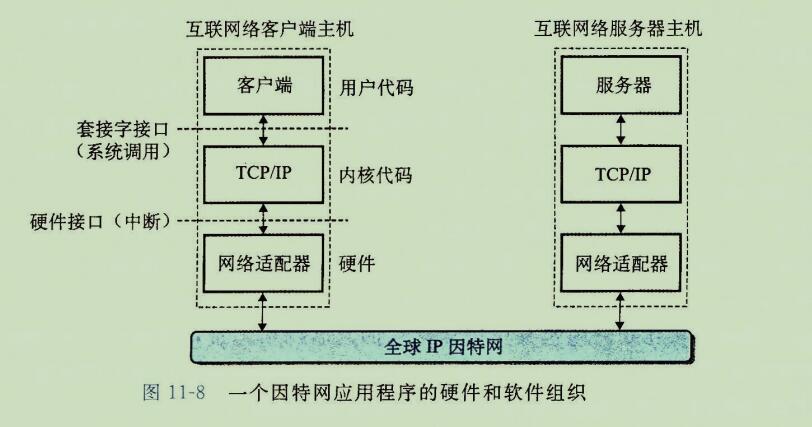 互联网络客户端主机
互联网络服务器主机
客户端
用户代码
服务器
套接字接口
（系统调用）
TCP/IP
内核代码
TCP/IP
硬件接口（中断）
网络适配器
硬件
网络适配器
全球 IP 因特网
图 11-8 一个因特网应用程序的硬件和软件组织